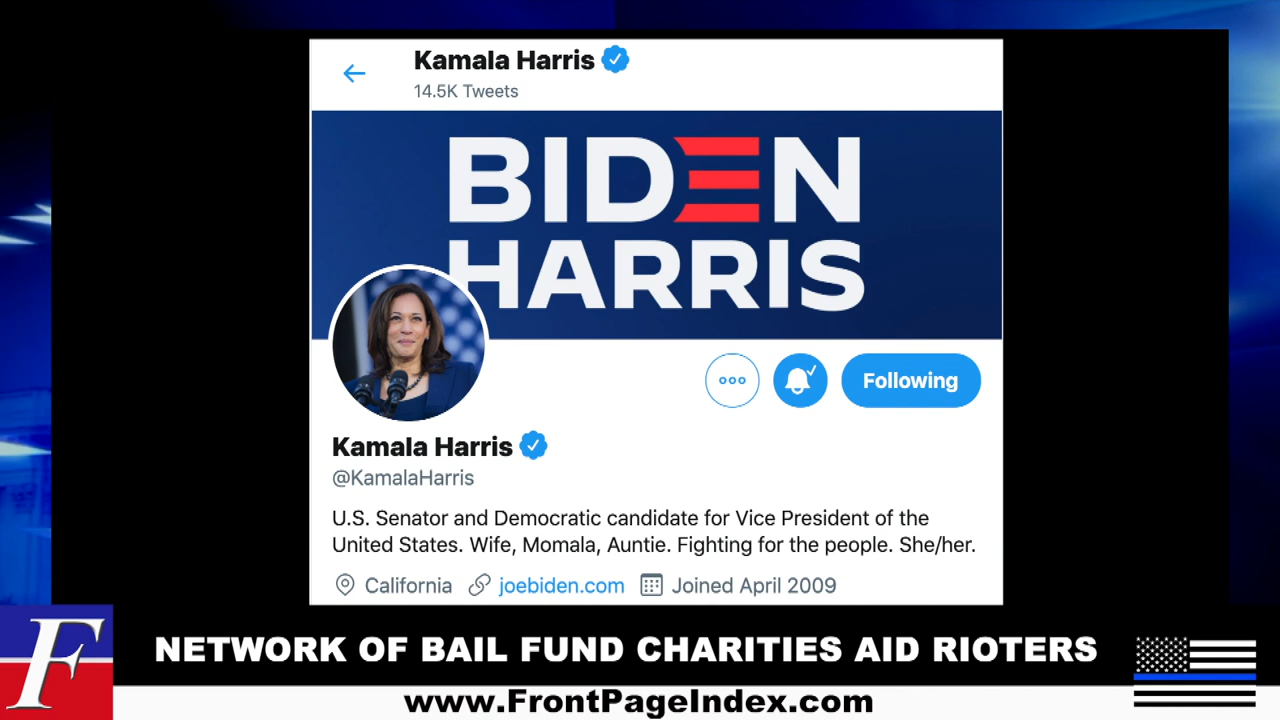 Kamala Harris
14.5K Tweets
BIDEN
HARRIS
Following
Kamala Harris
@KamalaHarris
U.S. Senator and Democratic candidate for Vice President of the
United States. Wife, Momala, Auntie. Fighting for the people. She/her.
California joebiden.com Joined April 2009
F
NETWORK OF BAIL FUND CHARITIES AID RIOTERS
www.FrontPageIndex.com